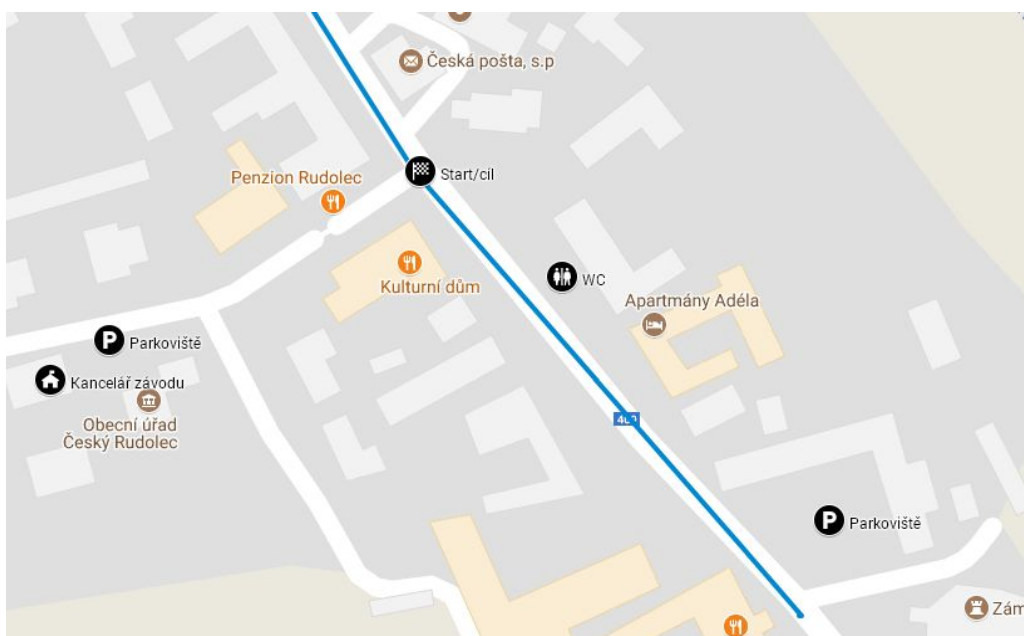 Česká pošta, s.p
Start/cíl
Penzion Rudolec
WC
Kulturní dům
Apartmány Adéla
P Parkoviště
Kancelář závodu
Obecní úřad
Český Rudolec
P Parkoviště
Zám